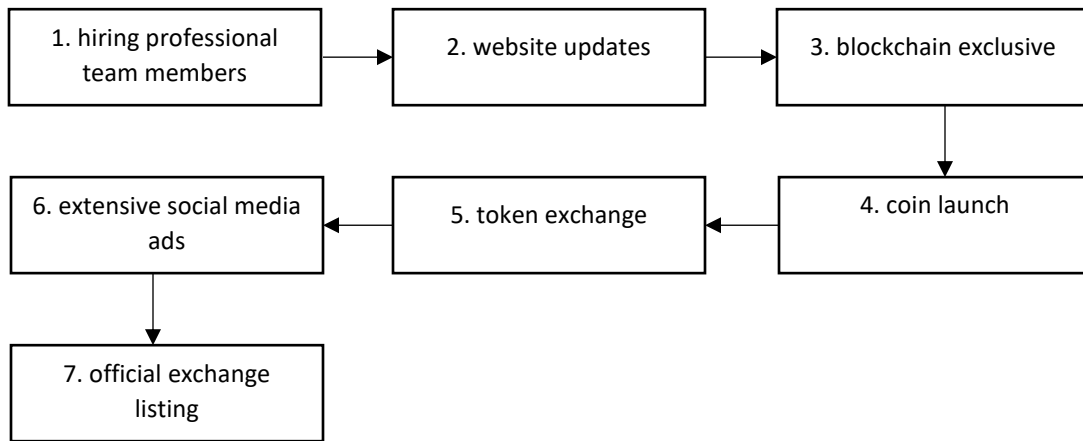 1. hiring professional
team members
2. website updates
3. blockchain exclusive
4. coin launch
5. token exchange
6. extensive social media
ads
7. official exchange
listing